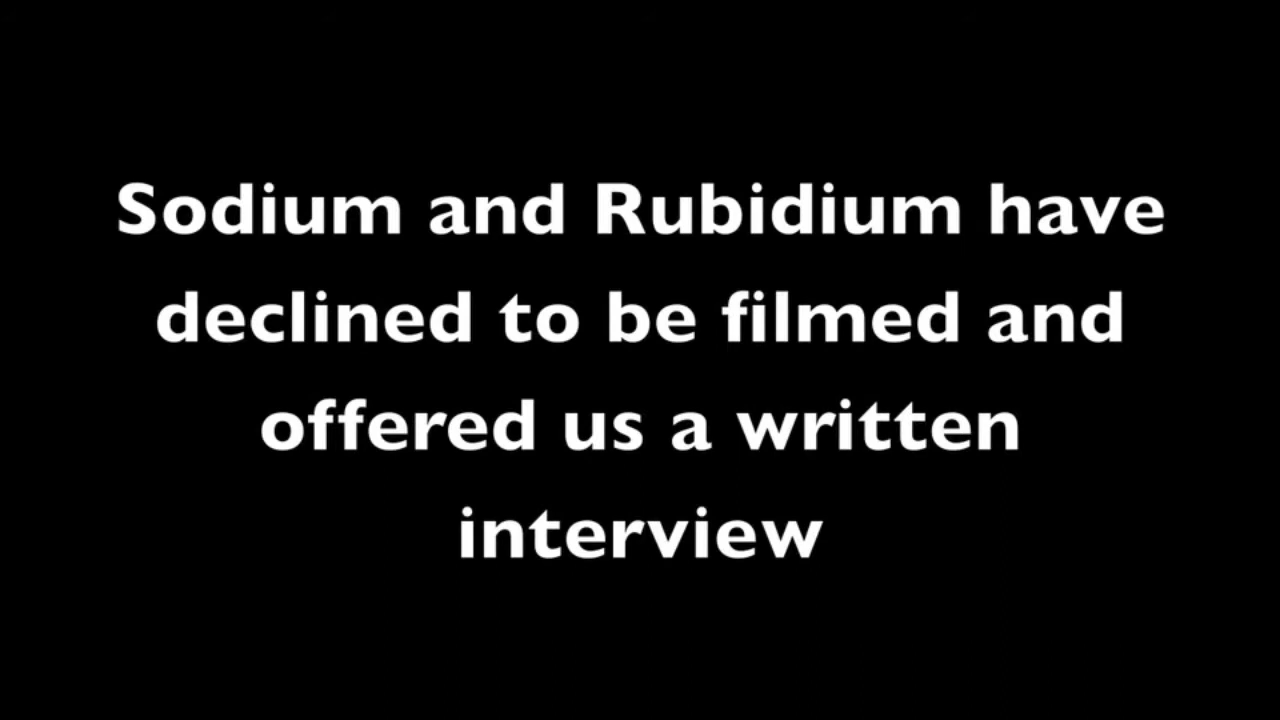 Sodium and Rubidium have
declined to be filmed and
offered us a written
interview